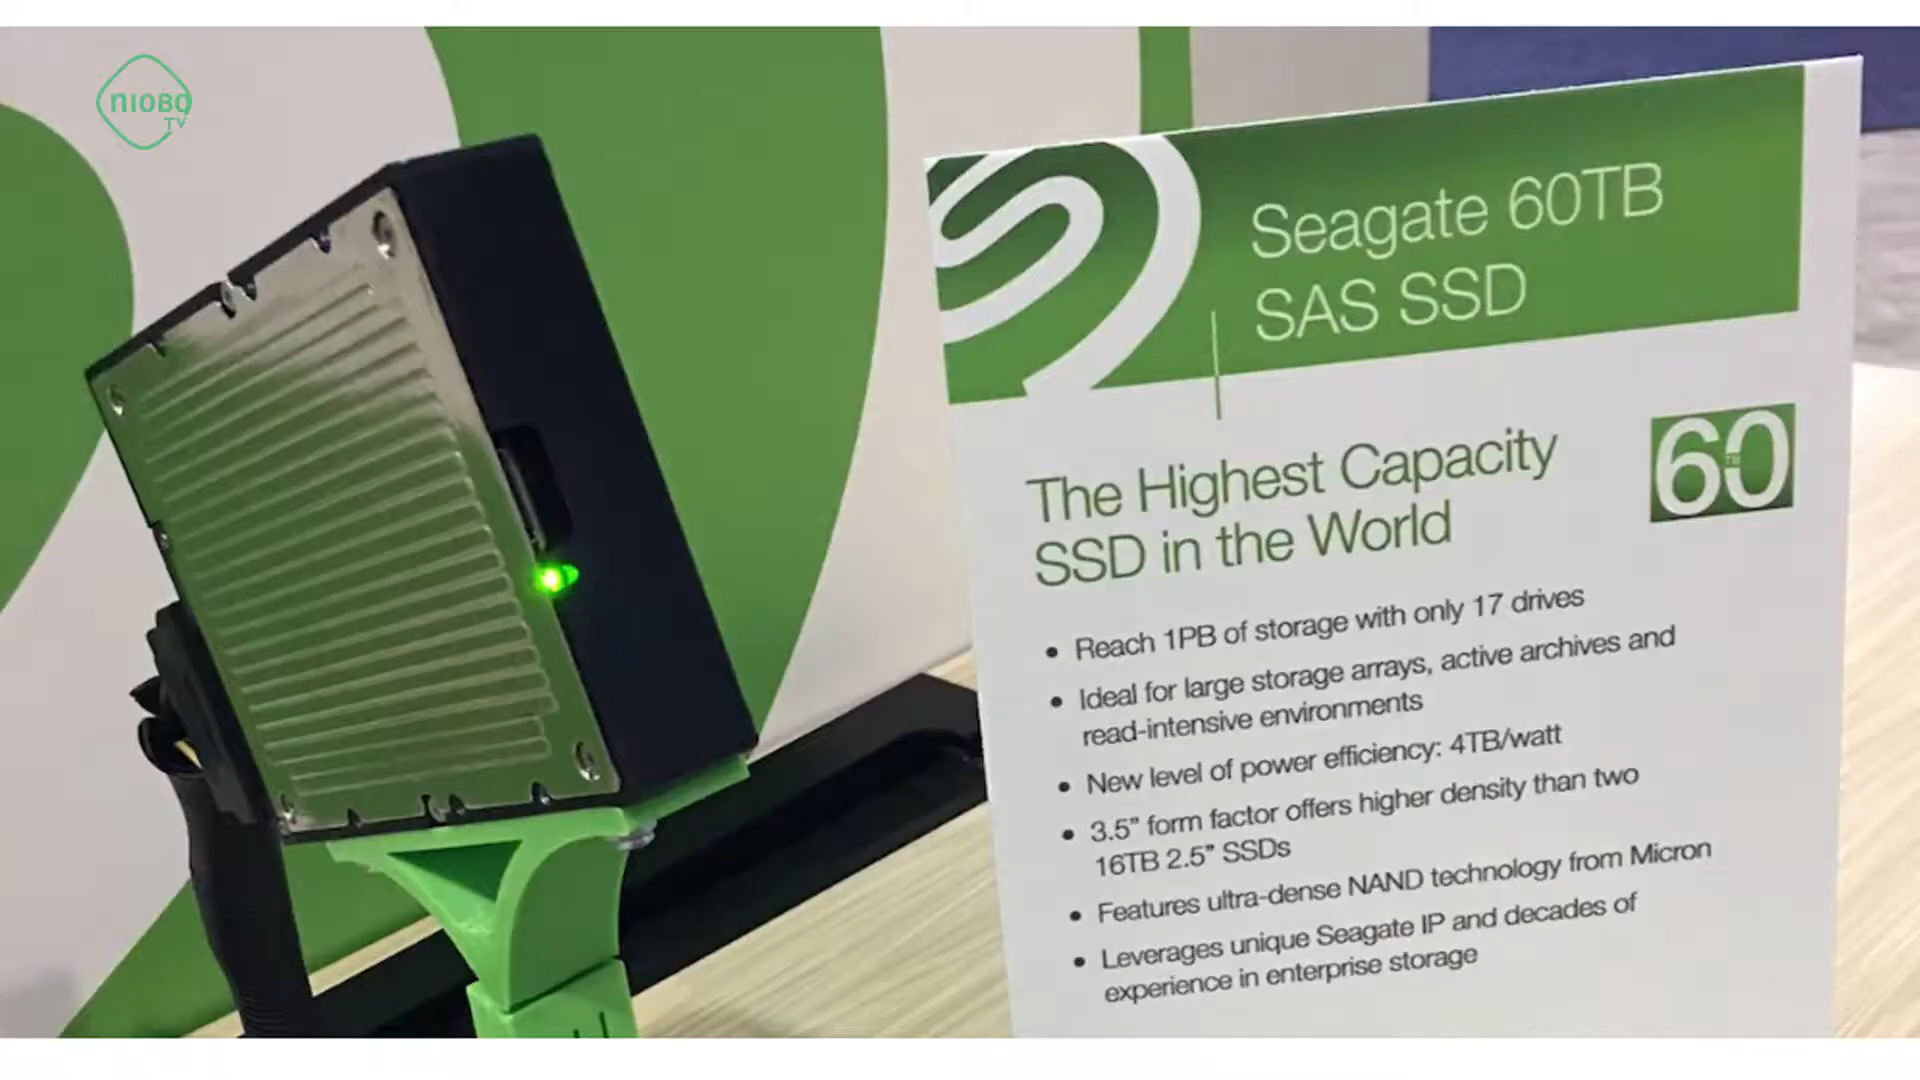 NIOBO
TV
Seagate 60TB
SAS SSD
The Highest Capacity
SSD in the World
60
• Reach 1PB of storage with only 17 drives
• Ideal for large storage arrays, active archives and
read-intensive environments
• New level of power efficiency: 4TB/watt
• 3.5” form factor offers higher density than two
16TB 2.5” SSDs
• Features ultra-dense NAND technology from Micron
• Leverages unique Seagate IP and decades of
experience in enterprise storage